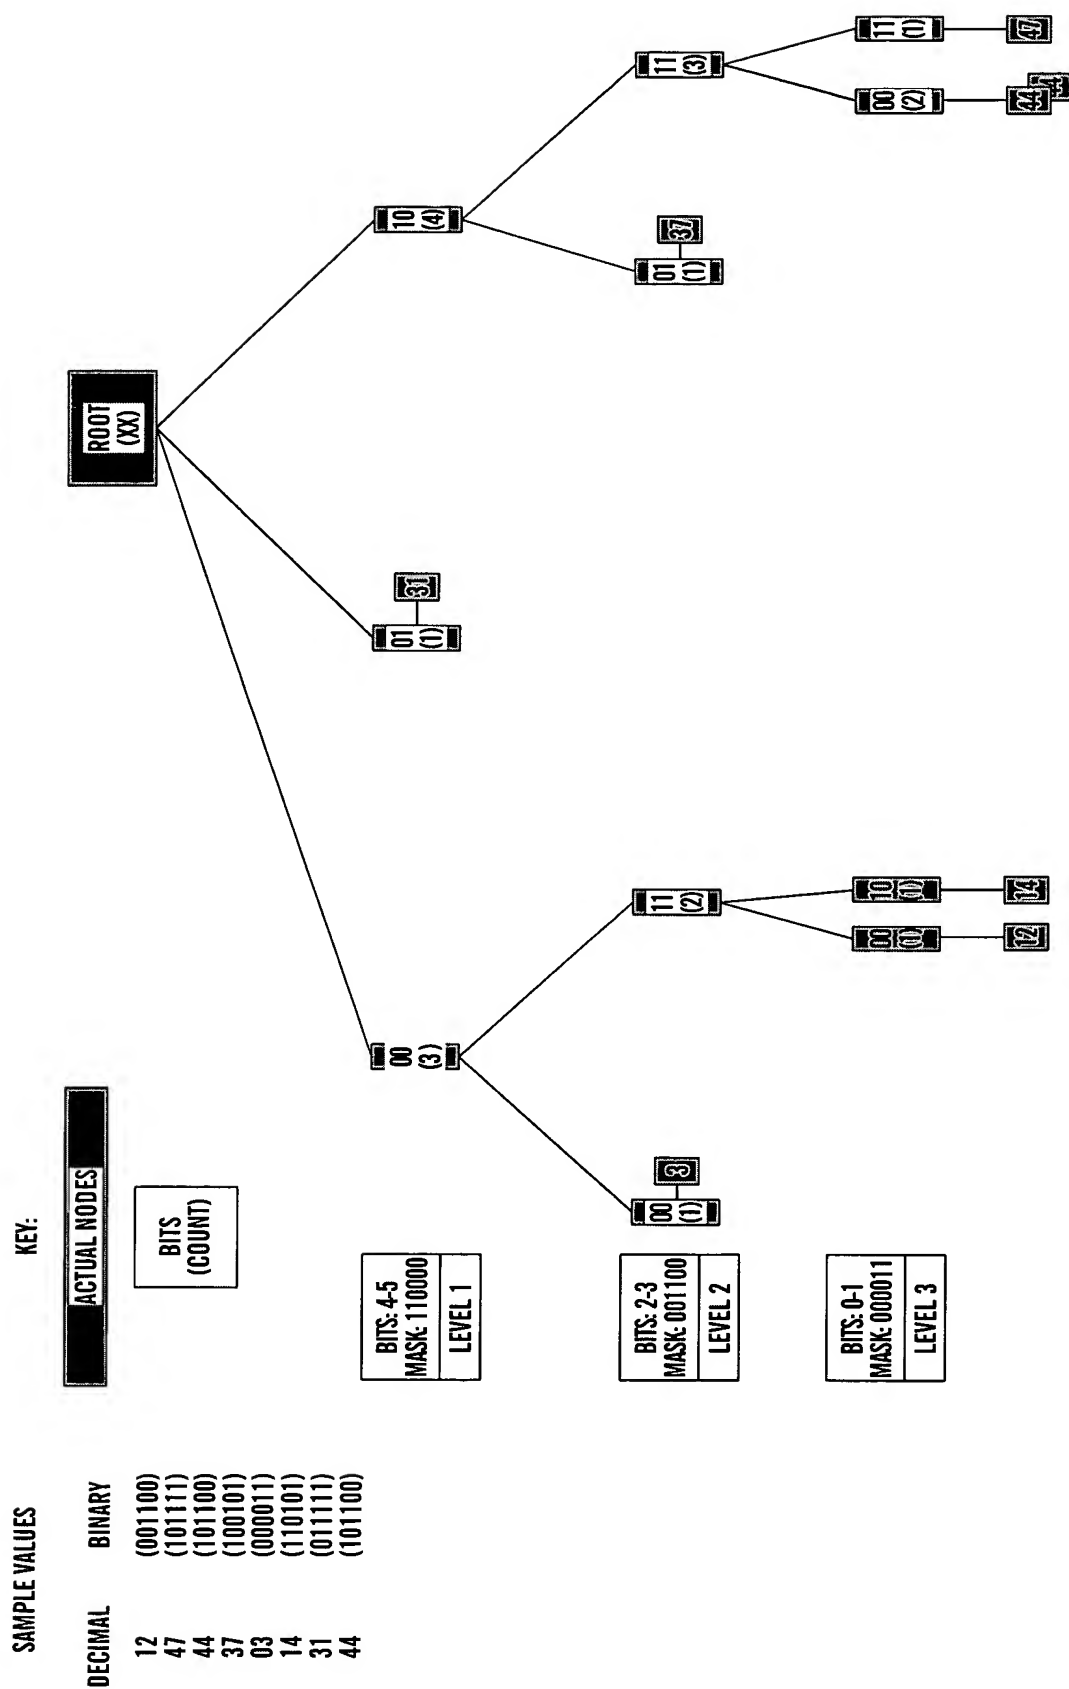 SAMPLE VALUES
DECIMAL BINARY
12 (001100)
47 (101111)
44 (101100)
37 (100101)
03 (000011)
14 (110101)
31 (011111)
44 (101100)
KEY:
ACTUAL NODES
BITS
(COUNT)
ROOT
(XX)
BITS: 4-5
MASK: 110000
LEVEL 1
00
(3)
01
(1)
31
10
(4)
BITS: 2-3
MASK: 001100
LEVEL 2
00
(1)
3
11
(2)
01
(1)
37
11
(3)
BITS: 0-1
MASK: 000011
LEVEL 3
00
(1)
10
(1)
00
(2)
11
(1)
12
14
44
47